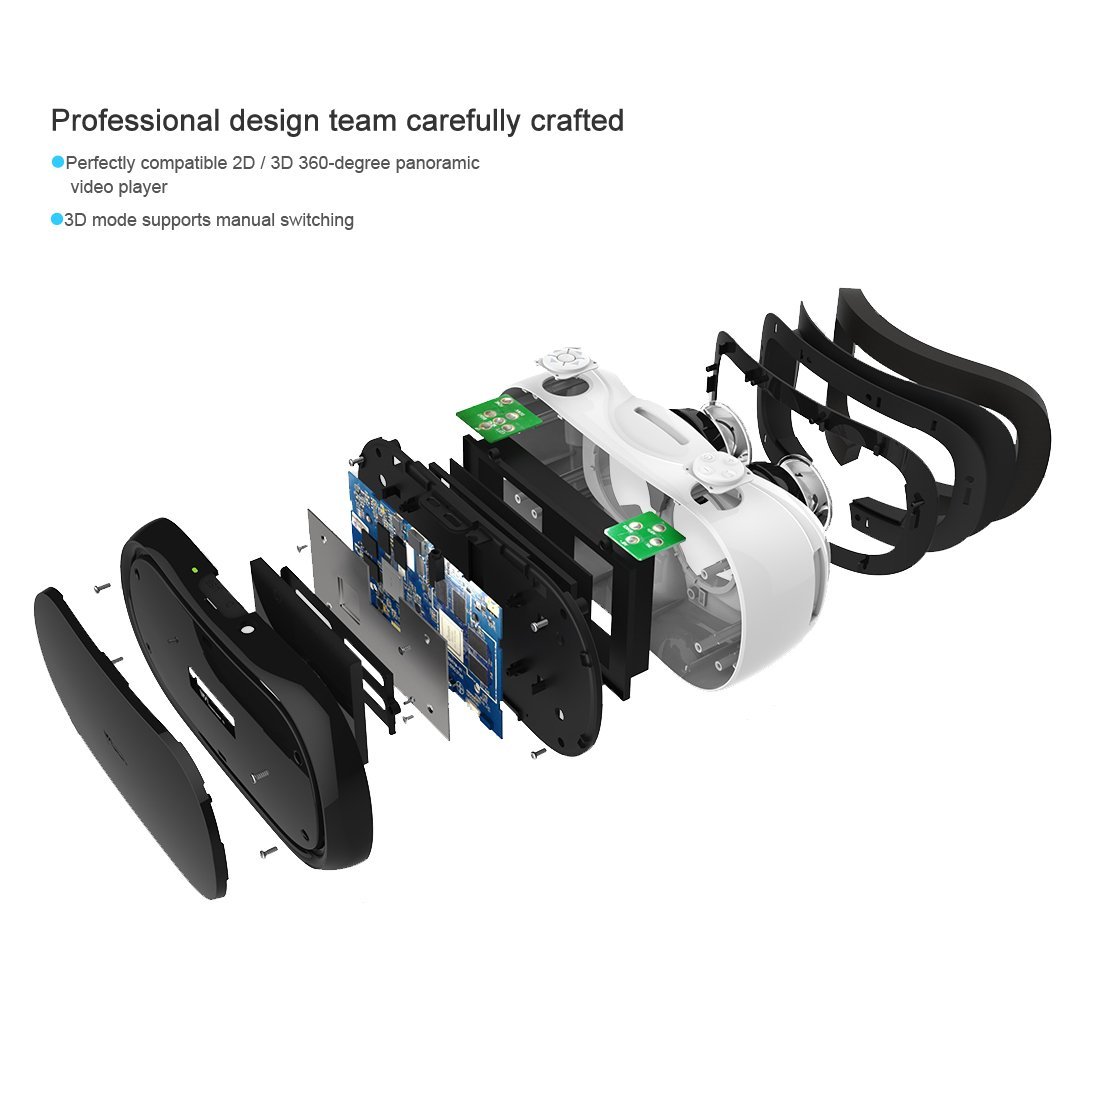 Professional design team carefully crafted
●Perfectly compatible 2D / 3D 360-degree panoramic
video player
●3D mode supports manual switching